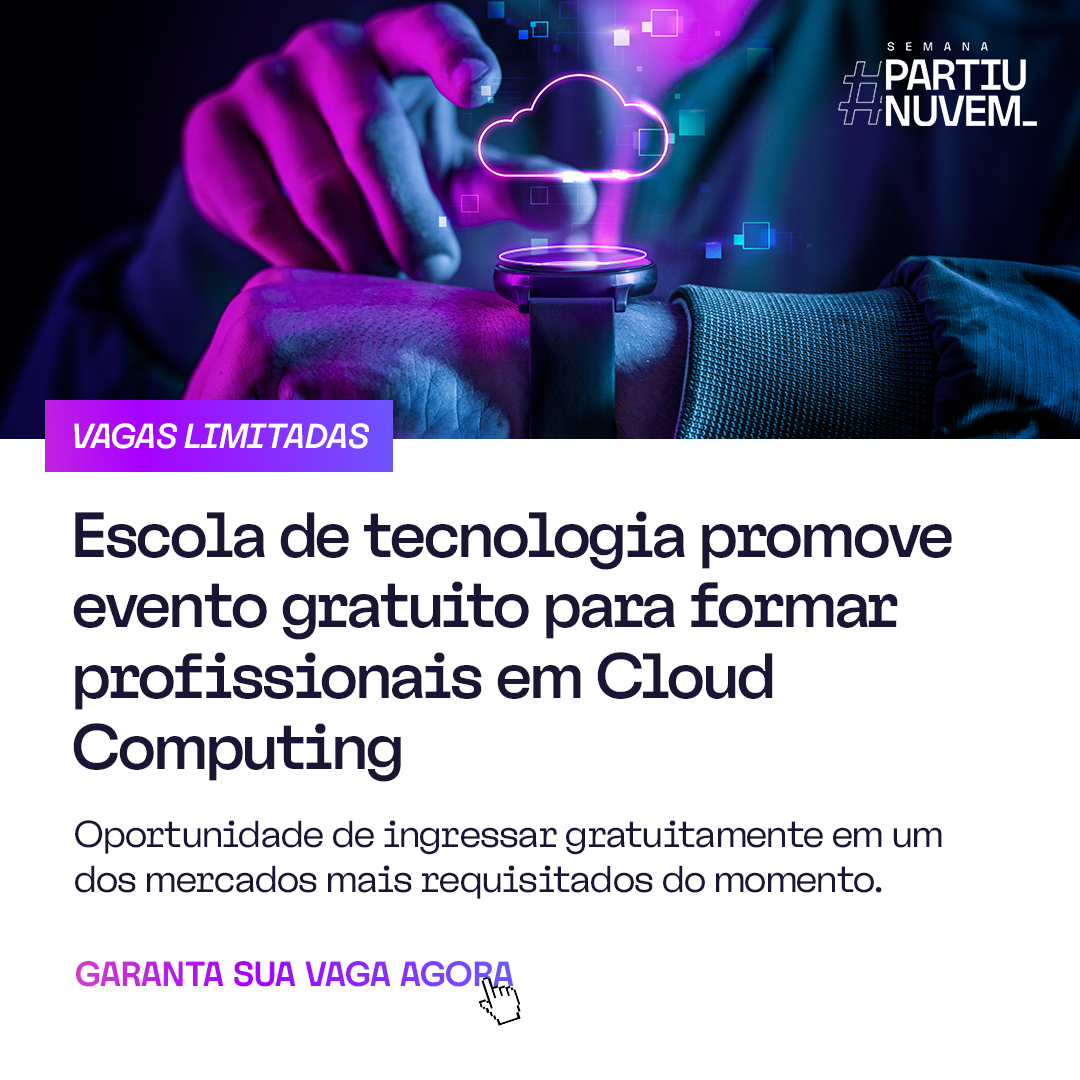 SEMANA
#PARTIU
NUVEM_
VAGAS LIMITADAS
Escola de tecnologia promove
evento gratuito para formar
profissionais em Cloud
Computing
Oportunidade de ingressar gratuitamente em um
dos mercados mais requisitados do momento.
GARANTA SUA VAGA AGORA